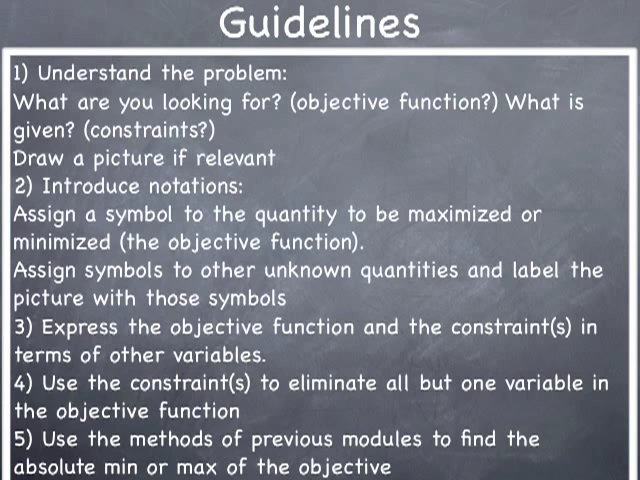 Guidelines
1) Understand the problem:
What are you looking for? (objective function?) What is
given? (constraints?)
Draw a picture if relevant
2) Introduce notations:
Assign a symbol to the quantity to be maximized or
minimized (the objective function).
Assign symbols to other unknown quantities and label the
picture with those symbols
3) Express the objective function and the constraint(s) in
terms of other variables.
4) Use the constraint(s) to eliminate all but one variable in
the objective function
5) Use the methods of previous modules to find the
absolute min or max of the objective